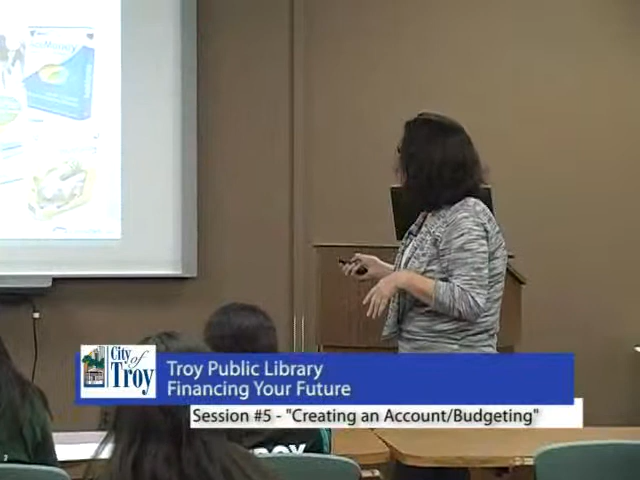 City of
Troy
Troy Public Library
Financing Your Future
Session #5 - "Creating an Account/Budgeting"